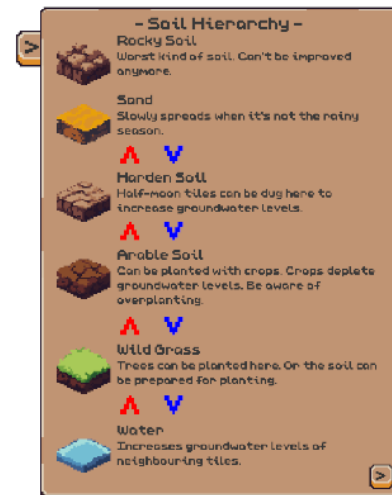 - Soil Hierarchy -
>
Rocky Soil
Worst kind of soil. Can't be improved
anymore.
Sand
Slowly spreads when it's not the rainy
season.
Harden Soil
Half-moon tiles can be dug here to
increase groundwater levels.
Arable Soil
Can be planted with crops. Crops deplete
groundwater levels. Be aware of
overplanting.
Wild Grass
Trees can be planted here. Or the soil can
be prepared for planting.
Water
Increases groundwater levels of
neighbouring tiles.
>